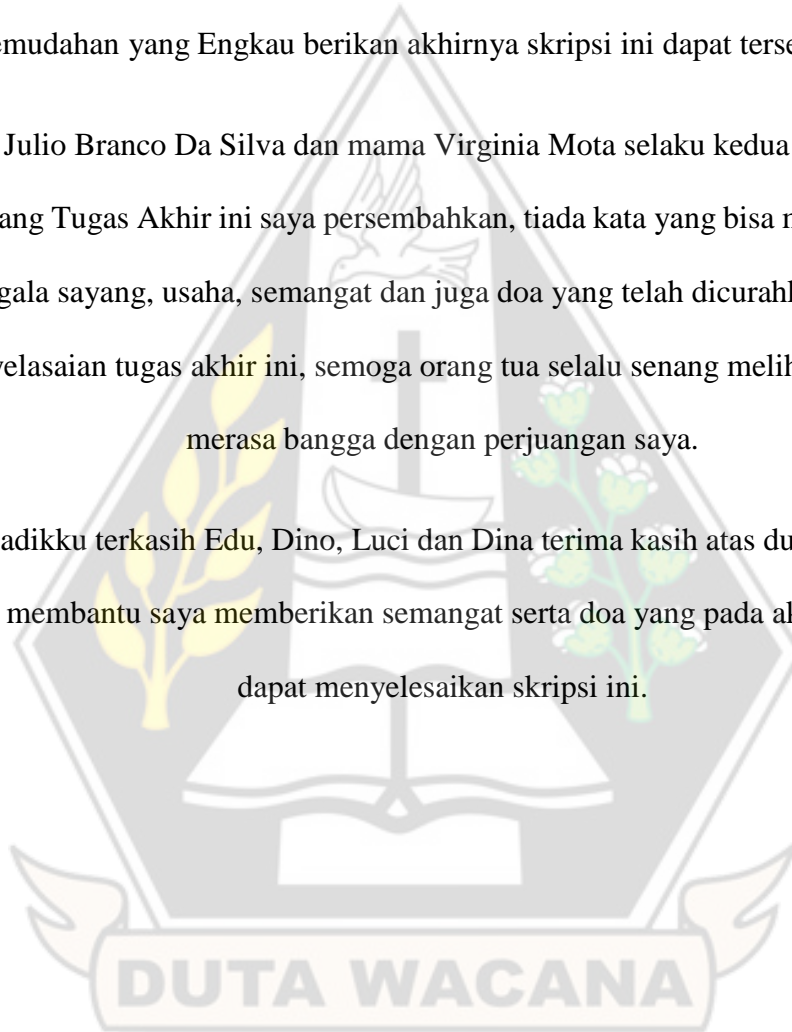 emudahan yang Engkau berikan akhirnya skripsi ini dapat terse
Julio Branco Da Silva dan mama Virginia Mota selaku kedua
ang Tugas Akhir ini saya persembahkan, tiada kata yang bisa
gala sayang, usaha, semangat dan juga doa yang telah dicurah
yelasaian tugas akhir ini, semoga orang tua selalu senang melih
merasa bangga dengan perjuangan saya.
adikku terkasih Edu, Dino, Luci dan Dina terima kasih atas du
membantu saya memberikan semangat serta doa yang pada ak
dapat menyelesaikan skripsi ini.
DUTA WACANA